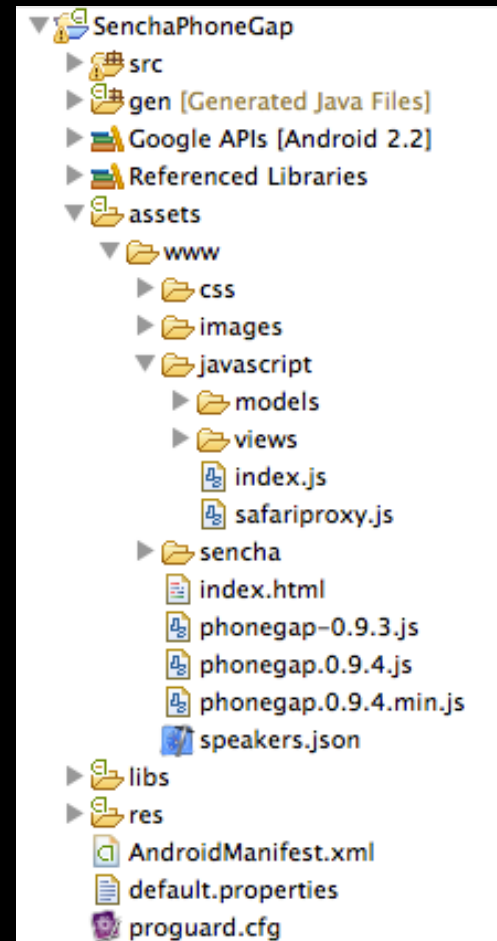 SenchaPhoneGap
src
gen [Generated Java Files]
Google APIs [Android 2.2]
Referenced Libraries
assets
www
css
images
javascript
models
views
index.js
safariproxy.js
sencha
index.html
phonegap-0.9.3.js
phonegap.0.9.4.js
phonegap.0.9.4.min.js
speakers.json
libs
res
AndroidManifest.xml
default.properties
proguard.cfg